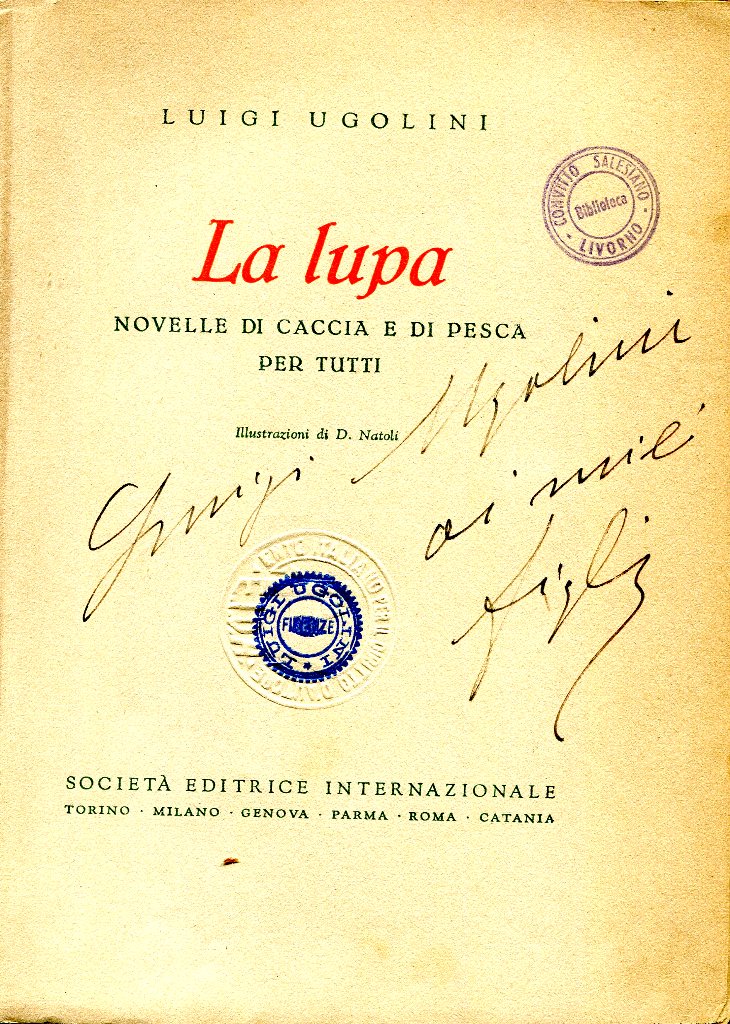 LUIGI UGOLINI
CONVITTO SALESIANO
Biblioteca
- LIVORNO -
La lupa
NOVELLE DI CACCIA E DI PESCA
PER TUTTI
Illustrazioni di D. Natoli
Luigi Ugolini
ai miei
figli
LUIGI UGOLINI
FIRENZE
SOCIETÀ EDITRICE INTERNAZIONALE
TORINO · MILANO · GENOVA · PARMA · ROMA · CATANIA